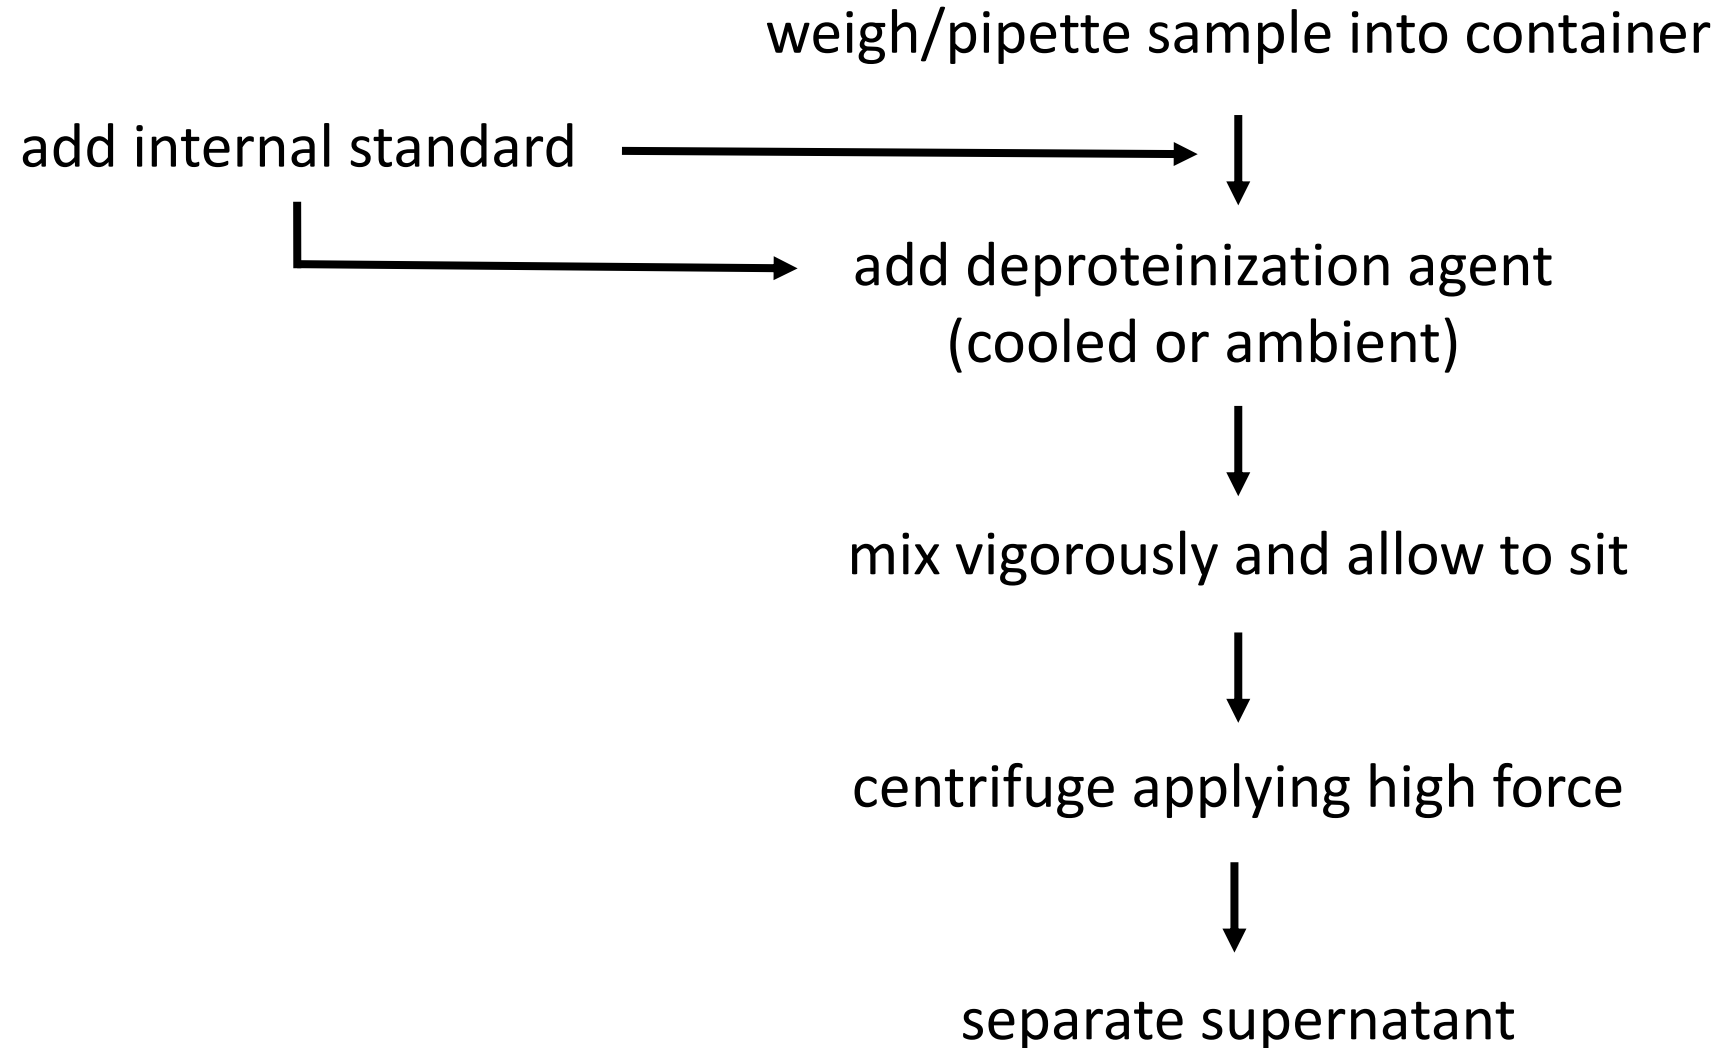 weigh/pipette sample into container
add internal standard
add deproteinization agent
(cooled or ambient)
mix vigorously and allow to sit
centrifuge applying high force
separate supernatant